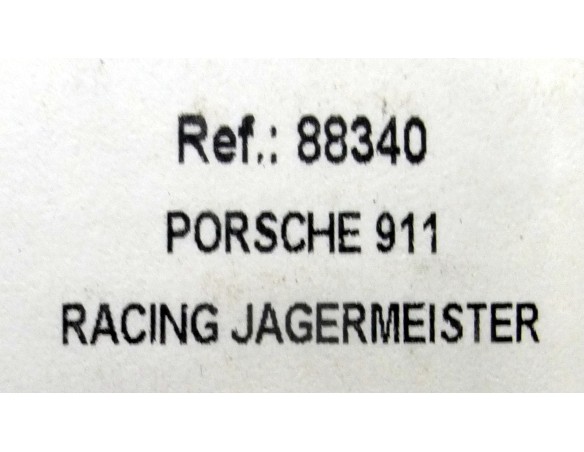 Ref.: 88340
PORSCHE 911
RACING JAGERMEISTER